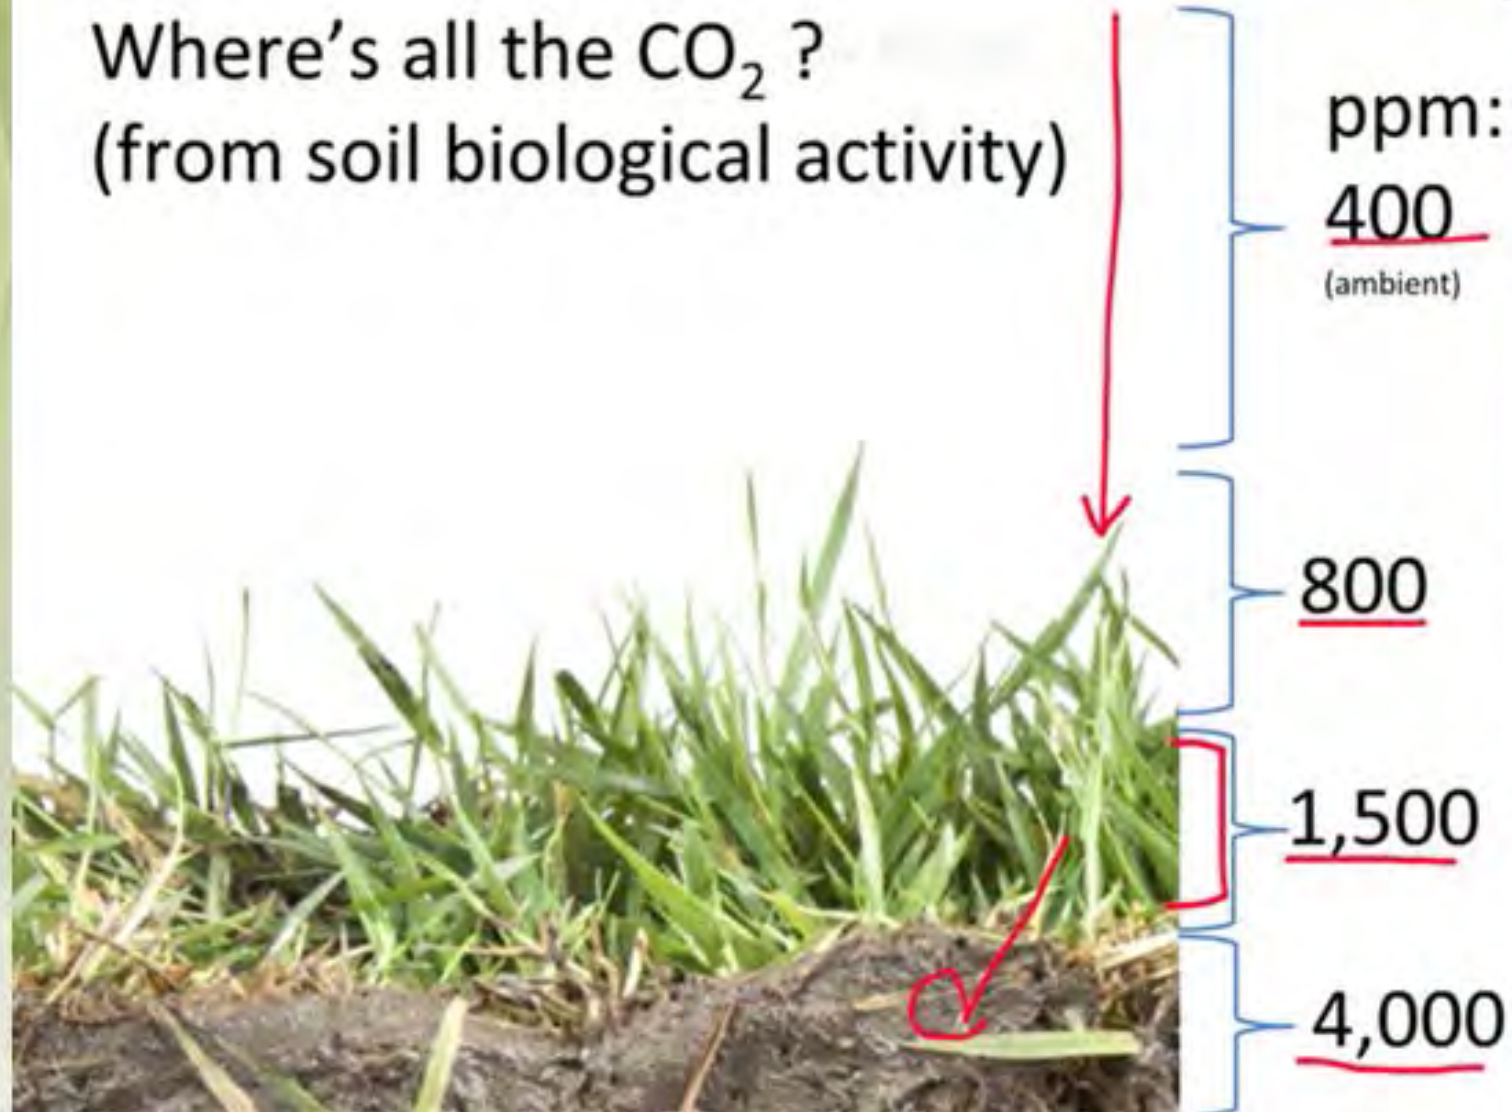 Where's all the CO₂ ?
(from soil biological activity)
ppm:
400
(ambient)
800
1,500
4,000